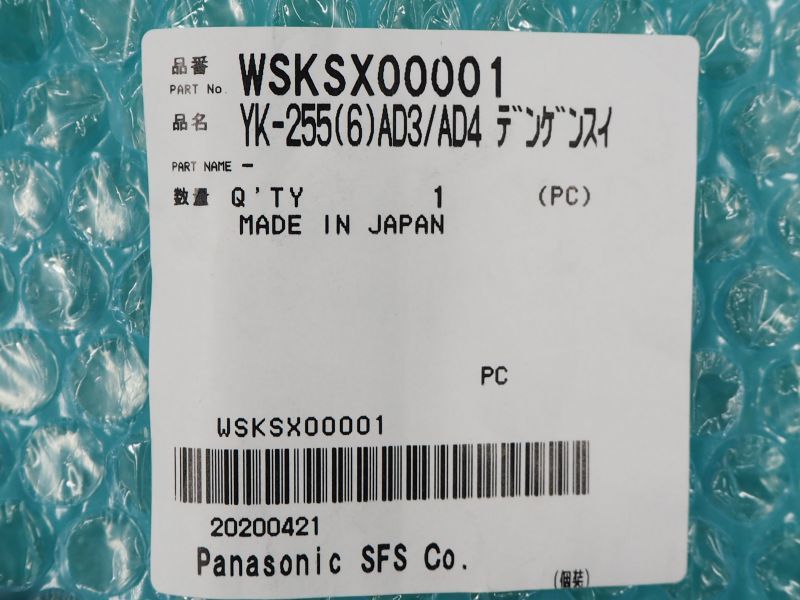 品番 WSKSX00001
PART No.
品名 YK-255(6)AD3/AD4 ﾃﾞﾝｹﾞﾝｽｲ
PART NAME -
数量 Q'TY 1 (PC)
MADE IN JAPAN
PC
WSKSX00001
20200421
Panasonic SFS Co.
(個装)